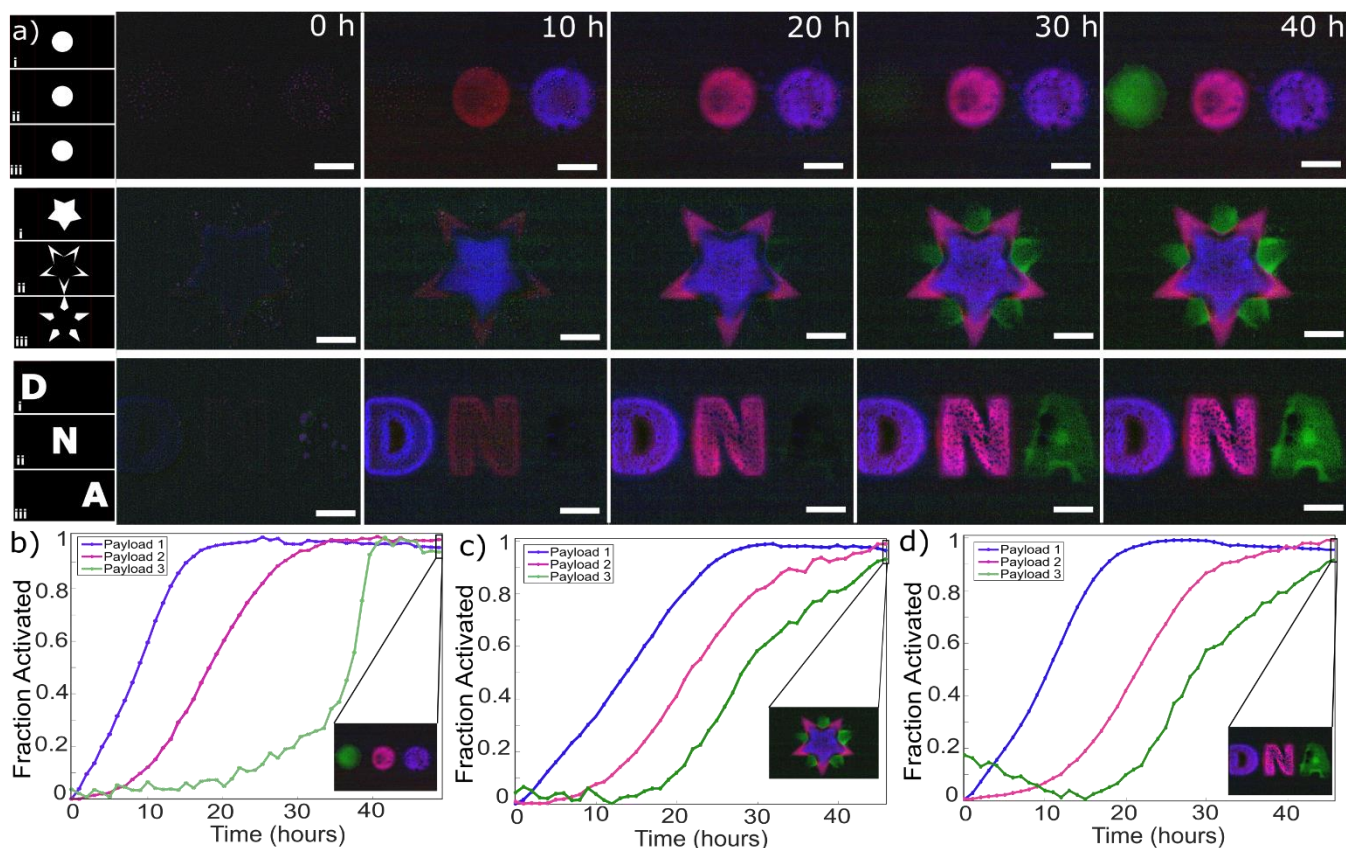 a) 0 h 10 h 20 h 30 h 40 h
i
ii
iii
i
ii
iii
D
i
N
ii
A
iii
D
D N
D N A
D N A
D N A
b)
Payload 1
Payload 2
Payload 3
Fraction Activated
1
0.8
0.6
0.4
0.2
0
0 10 20 30 40
Time (hours)
c)
Payload 1
Payload 2
Payload 3
Fraction Activated
1
0.8
0.6
0.4
0.2
0
0 10 20 30 40
Time (hours)
d)
Payload 1
Payload 2
Payload 3
Fraction Activated
1
0.8
0.6
0.4
0.2
0
D N A
0 10 20 30 40
Time (hours)